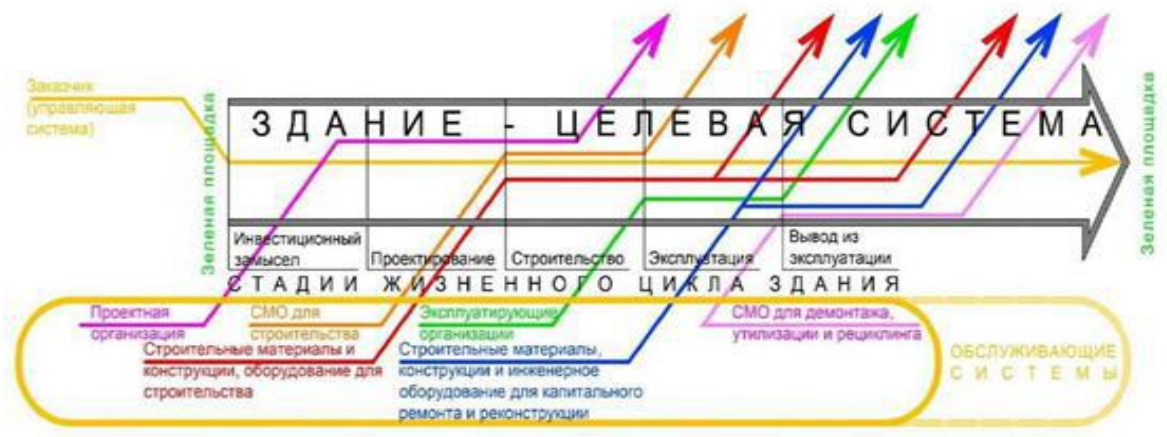 Заказчик
(управляющая
система)
Зеленая площадка
ЗДАНИЕ - ЦЕЛЕВАЯ СИСТЕМА
Зеленая площадка
Инвестиционный
замысел
Проектирование
Строительство
Эксплуатация
Вывод из
эксплуатации
СТАДИИ ЖИЗНЕННОГО ЦИКЛА ЗДАНИЯ
Проектная
организация
СМО для
строительства
Эксплуатирующие
организации
СМО для демонтажа,
утилизации и рециклинга
Строительные материалы и
конструкции, оборудование для
строительства
Строительные материалы,
конструкции и инженерное
оборудование для капитального
ремонта и реконструкции
ОБСЛУЖИВАЮЩИЕ
СИСТЕМЫ